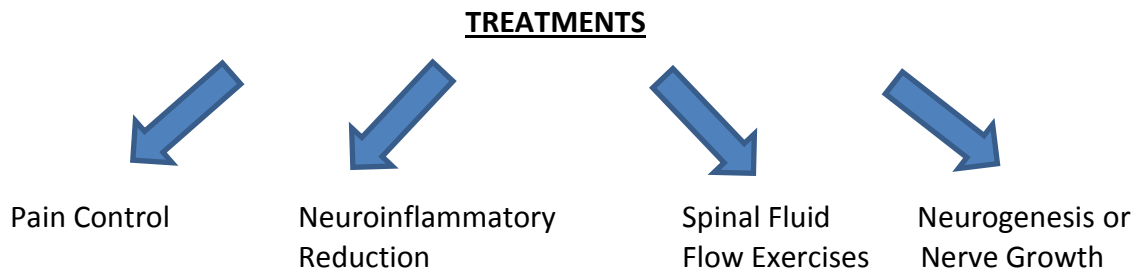 TREATMENTS
Pain Control
Neuroinflammatory
Reduction
Spinal Fluid
Flow Exercises
Neurogenesis or
Nerve Growth